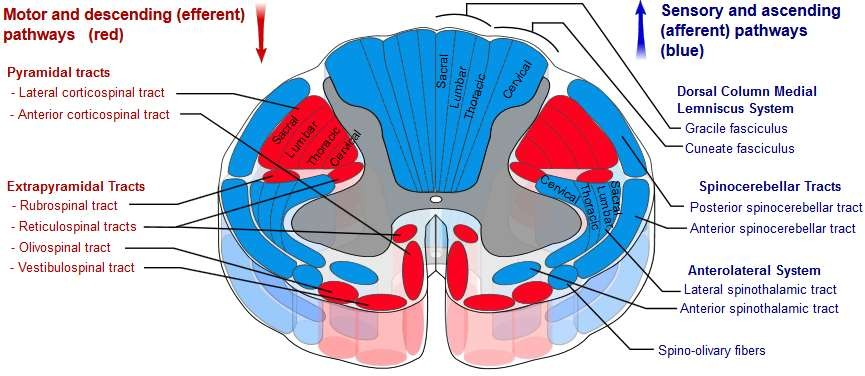 Motor and descending (efferent)
pathways (red)
Pyramidal tracts
- Lateral corticospinal tract
- Anterior corticospinal tract
Extrapyramidal Tracts
- Rubrospinal tract
- Reticulospinal tracts
- Olivospinal tract
- Vestibulospinal tract
Sacral
Lumbar
Thoracic
Cervical
Sacral
Lumbar
Thoracic
Cervical
Cervical
Thoracic
Lumbar
Sacral
Sensory and ascending
(afferent) pathways
(blue)
Dorsal Column Medial
Lemniscus System
Gracile fasciculus
Cuneate fasciculus
Spinocerebellar Tracts
Posterior spinocerebellar tract
Anterior spinocerebellar tract
Anterolateral System
Lateral spinothalamic tract
Anterior spinothalamic tract
Spino-olivary fibers